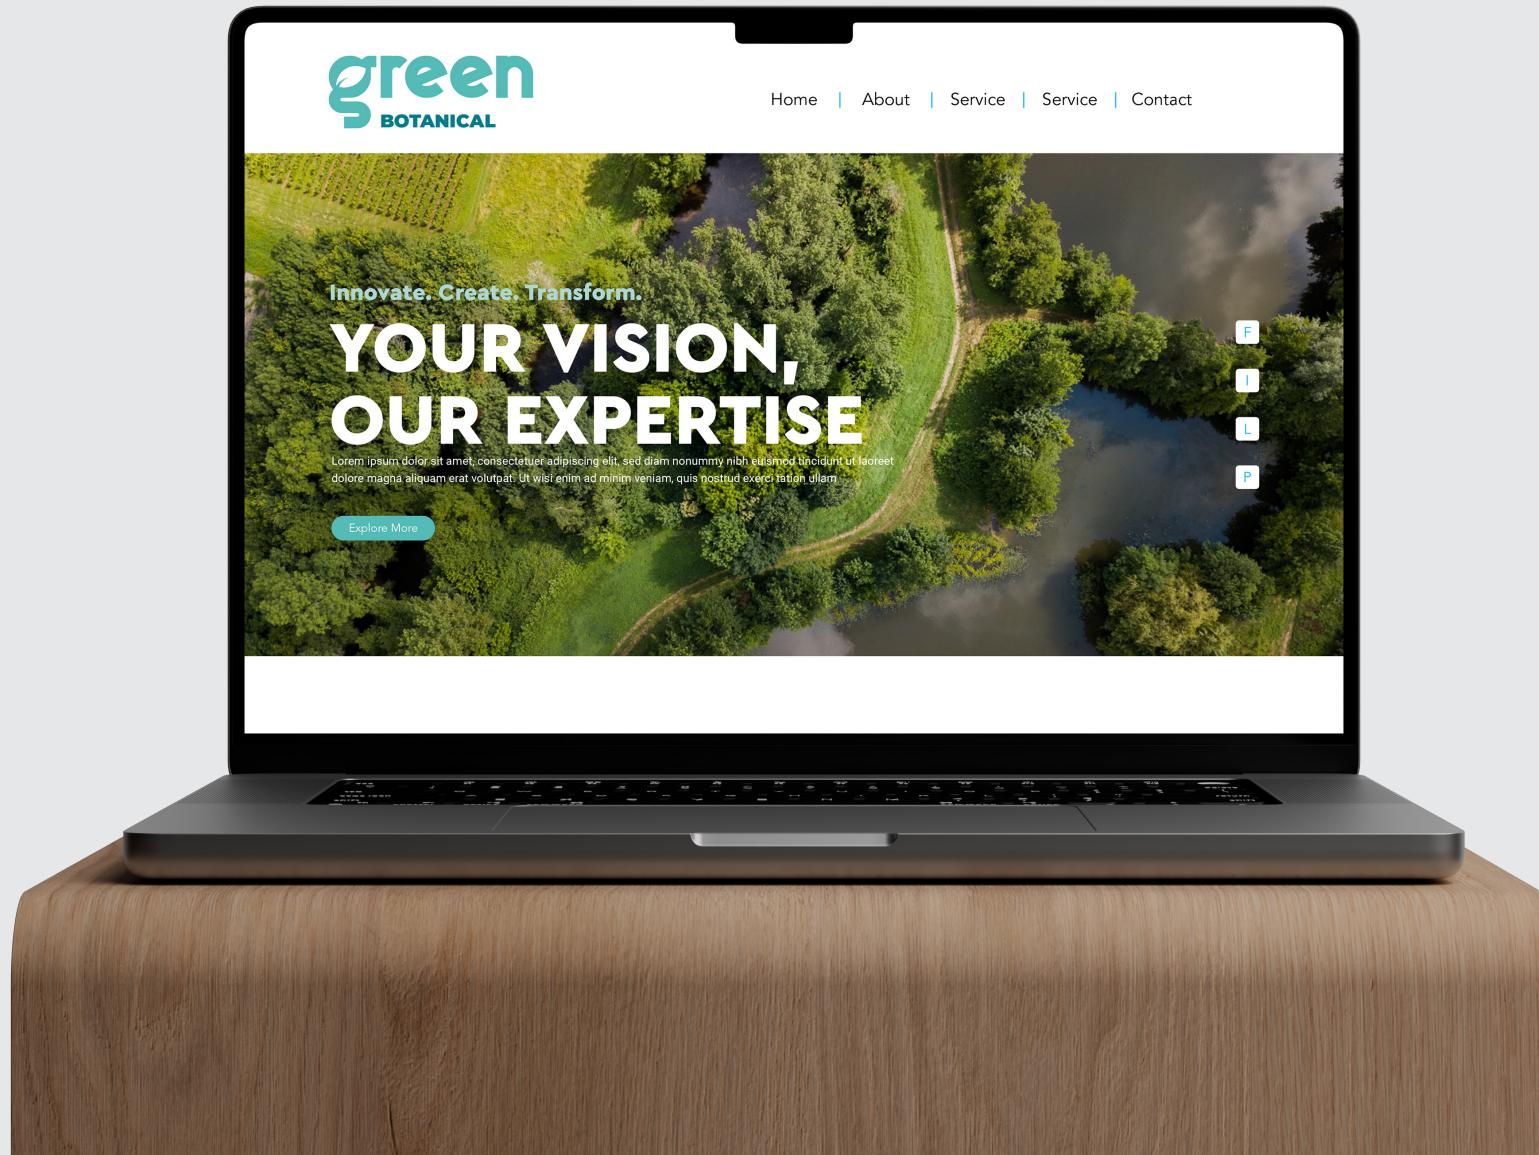 green
BOTANICAL
Home | About | Service | Service | Contact
Innovate. Create. Transform.
YOUR VISION,
OUR EXPERTISE
Lorem ipsum dolor sit amet, consectetuer adipiscing elit, sed diam nonummy nibh euismod tincidunt ut laoreet
dolore magna aliquam erat volutpat. Ut wisi enim ad minim veniam, quis nostrud exerci tation ullam
Explore More
F
I
L
P